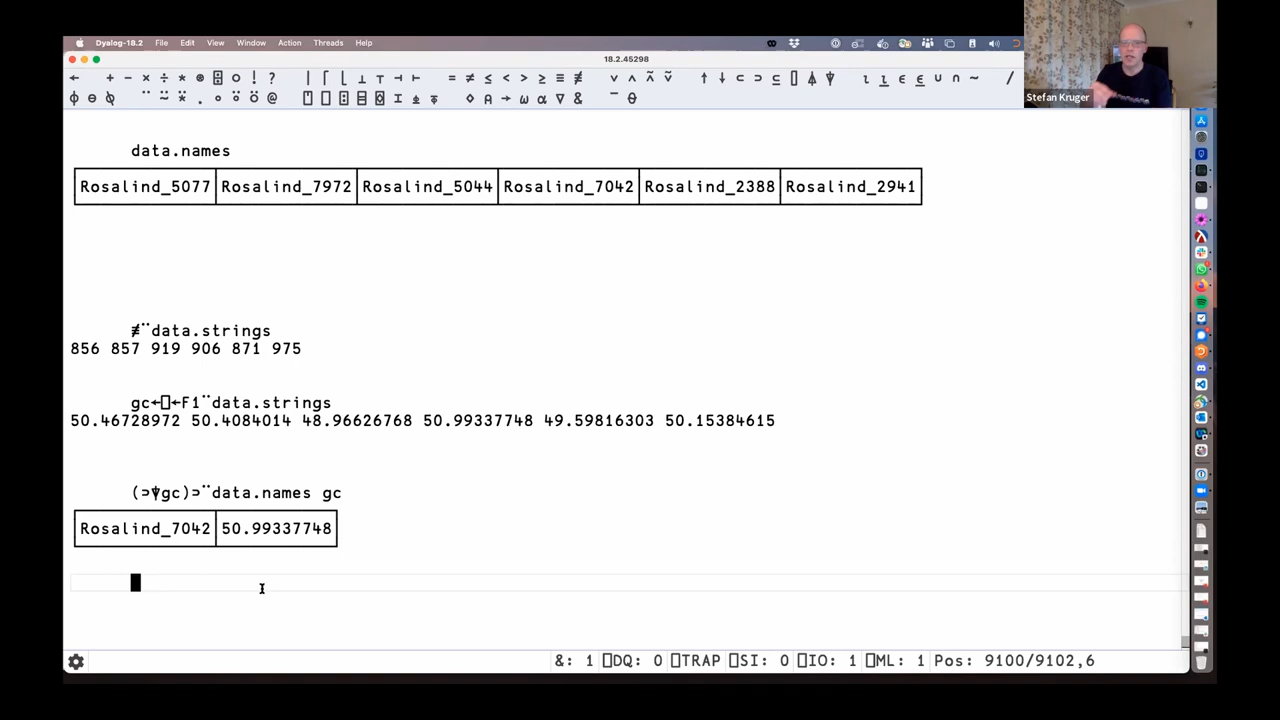 Dyalog-18.2 File Edit View Window Action Threads Help
18.2.45298
← + - × ÷ * ⍟ ⌹ ○ ! ? | ⌈ ⌊ ⊥ ⊤ ⊣ ⊢ = ≠ ≤ < > ≥ ≡ ≢ ∨ ∧ ⍱ ⍲ ↑ ↓ ⊂ ⊃ ⊆ ⌷ ⍋ ⍒ ⍳ ⍸ ∊ ⍷ ∪ ∩ ~ /
⌽ ⊖ ⍉ ¨ ⍨ ⍣ . ∘ ⍤ ⍥ @ ⍞ ⎕ ⍠ ⌸ ⌺ ⌶ ⍎ ⍕ ⋄ ⍝ → ⍵ ⍺ ∇ & ¯ ⍬
Stefan Kruger
data.names
Rosalind_5077 Rosalind_7972 Rosalind_5044 Rosalind_7042 Rosalind_2388 Rosalind_2941
≢¨data.strings
856 857 919 906 871 975
gc←⎕←F1¨data.strings
50.46728972 50.4084014 48.96626768 50.99337748 49.59816303 50.15384615
(⊃⍒gc)⊃¨data.names gc
Rosalind_7042 50.99337748
&: 1 ⎕DQ: 0 ⎕TRAP ⎕SI: 0 ⎕IO: 1 ⎕ML: 1 Pos: 9100/9102,6